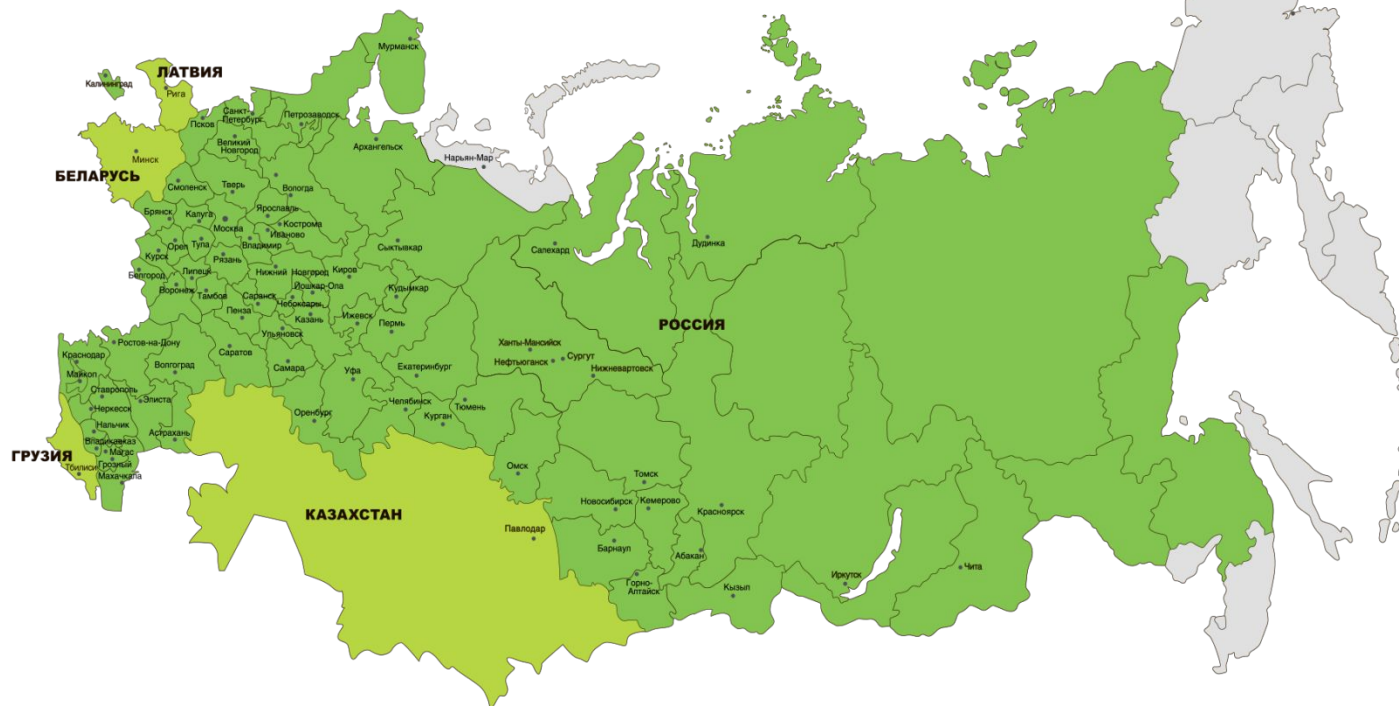 Мурманск
ЛАТВИЯ
Калининград
Рига
Санкт-
Петербург
Псков
Петрозаводск
Великий
Новгород
Архангельск
Минск
Нарьян-Мар
БЕЛАРУСЬ
Смоленск
Тверь
Вологда
Брянск
Калуга
Ярославль
Москва
Кострома
Иваново
Орел
Тула
Владимир
Сыктывкар
Салехард
Дудинка
Курск
Рязань
Белгород
Липецк
Нижний Новгород
Киров
Воронеж
Тамбов
Саранск
Йошкар-Ола
Чебоксары
Кудымкар
Пенза
Казань
Ижевск
Пермь
РОССИЯ
Ульяновск
Ростов-на-Дону
Саратов
Ханты-Мансийск
Краснодар
Сургут
Нефтьюганск
Нижневартовск
Майкоп
Волгоград
Самара
Уфа
Екатеринбург
Ставрополь
Элиста
Челябинск
Тюмень
Черкесск
Оренбург
Курган
Нальчик
Астрахань
Владикавказ
Магас
ГРУЗИЯ
Грозный
Тбилиси
Махачкала
Омск
Томск
Новосибирск
Кемерово
Красноярск
КАЗАХСТАН
Павлодар
Барнаул
Абакан
Горно-
Алтайск
Кызыл
Иркутск
Чита